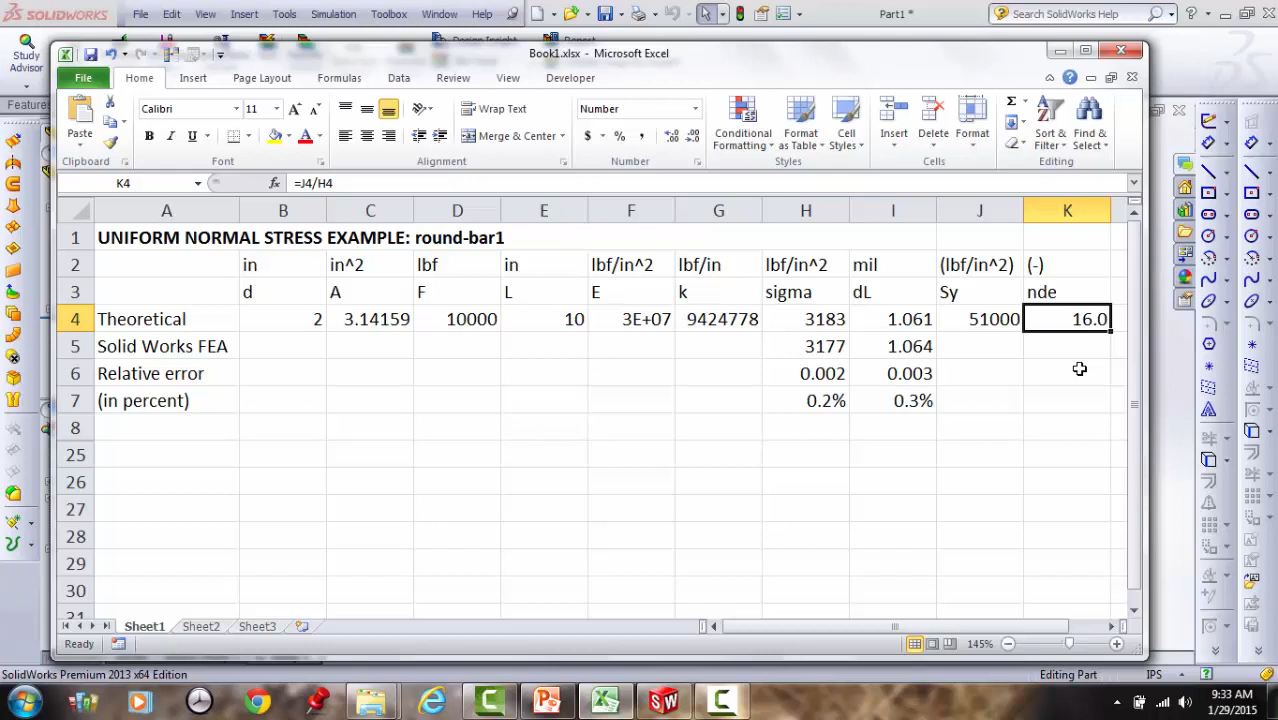 SOLIDWORKS File Edit View Insert Tools Simulation Toolbox Window Help Part1 * Search SolidWorks Help
Study Advisor
Features
Book1.xlsx - Microsoft Excel
File Home Insert Page Layout Formulas Data Review View Developer
Paste Calibri 11 Wrap Text Number Conditional Formatting Format as Table Cell Styles Insert Delete Format Sort & Filter Find & Select
B I U A Merge & Center $ % ,
Clipboard Font Alignment Number Styles Cells Editing
K4 fx =J4/H4
A B C D E F G H I J K
1 UNIFORM NORMAL STRESS EXAMPLE: round-bar1
2 in in^2 lbf in lbf/in^2 lbf/in lbf/in^2 mil (lbf/in^2) (-)
3 d A F L E k sigma dL Sy nde
4 Theoretical 2 3.14159 10000 10 3E+07 9424778 3183 1.061 51000 16.0
5 Solid Works FEA 3177 1.064
6 Relative error 0.002 0.003
7 (in percent) 0.2% 0.3%
8
25
26
27
28
29
30
31
Sheet1 Sheet2 Sheet3
Ready 145%
SolidWorks Premium 2013 x64 Edition Editing Part IPS
9:33 AM
1/29/2015